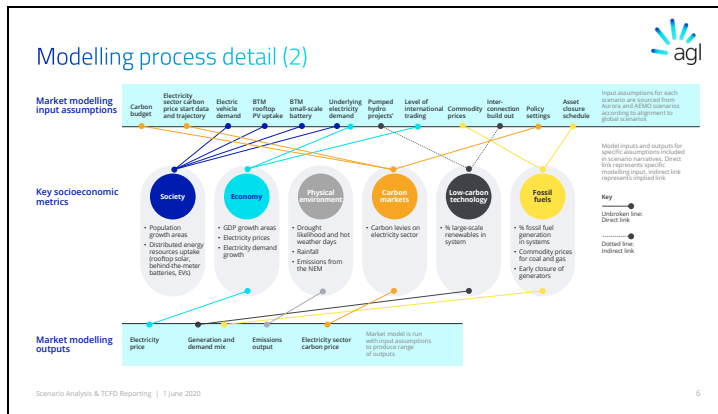 Modelling process detail (2)
agl
Market modelling
input assumptions
Carbon
budget
Electricity
sector carbon
price start data
and trajectory
Electric
vehicle
demand
BTM
rooftop
PV uptake
BTM
small-scale
battery
Underlying
electricity
demand
Pumped
hydro
projects'
Level of
international
trading
Commodity
prices
Inter-
connection
build out
Policy
settings
Asset
closure
schedule
Input assumptions for each
scenario are sourced from
Aurora and AEMO scenarios
according to alignment to
global scenarios
Model inputs and outputs for
specific assumptions included
in scenario narratives. Direct
link represents specific
modelling input. Indirect link
represents implied link
Key socioeconomic
metrics
Society
• Population
growth areas
• Distributed energy
resources uptake
(rooftop solar,
behind-the-meter
batteries, EVs)
Economy
• GDP growth areas
• Electricity prices
• Electricity demand
growth
Physical
environment
• Drought
likelihood and hot
weather days
• Rainfall
• Emissions from
the NEM
Carbon
markets
• Carbon levies on
electricity sector
Low-carbon
technology
• % large-scale
renewables in
system
Fossil
fuels
• % fossil fuel
generation
in systems
• Commodity prices
for coal and gas
• Early closure of
generators
Key
Unbroken line:
Direct link
Dotted line:
Indirect link
Market modelling
outputs
Electricity
price
Generation and
demand mix
Emissions
output
Electricity sector
carbon price
Market model is run
with input assumptions
to produce range
of outputs
Scenario Analysis & TCFD Reporting | 1 June 2020
6